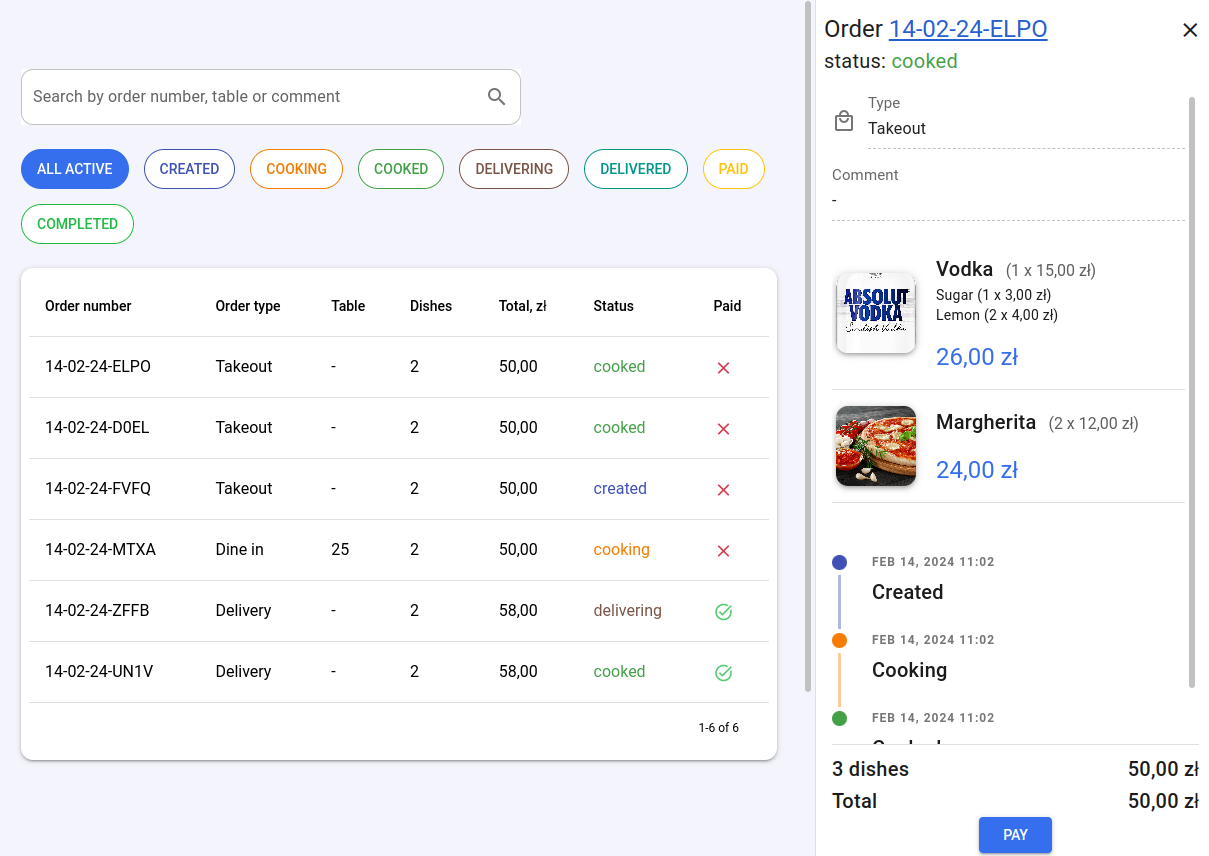 Search by order number, table or comment
ALL ACTIVE CREATED COOKING COOKED DELIVERING DELIVERED PAID
COMPLETED
Order number Order type Table Dishes Total, zł Status Paid
14-02-24-ELPO Takeout - 2 50,00 cooked
14-02-24-D0EL Takeout - 2 50,00 cooked
14-02-24-FVFQ Takeout - 2 50,00 created
14-02-24-MTXA Dine in 25 2 50,00 cooking
14-02-24-ZFFB Delivery - 2 58,00 delivering
14-02-24-UN1V Delivery - 2 58,00 cooked
1-6 of 6
Order 14-02-24-ELPO
status: cooked
Type
Takeout
Comment
-
ABSOLUT
VODKA
Vodka (1 x 15,00 zł)
Sugar (1 x 3,00 zł)
Lemon (2 x 4,00 zł)
26,00 zł
Margherita (2 x 12,00 zł)
24,00 zł
FEB 14, 2024 11:02
Created
FEB 14, 2024 11:02
Cooking
FEB 14, 2024 11:02
3 dishes 50,00 zł
Total 50,00 zł
PAY